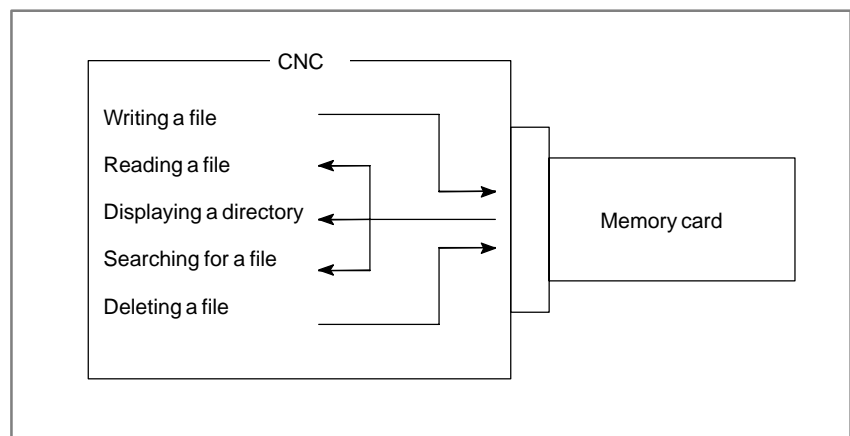 CNC
Writing a file
Reading a file
Displaying a directory
Searching for a file
Deleting a file
Memory card